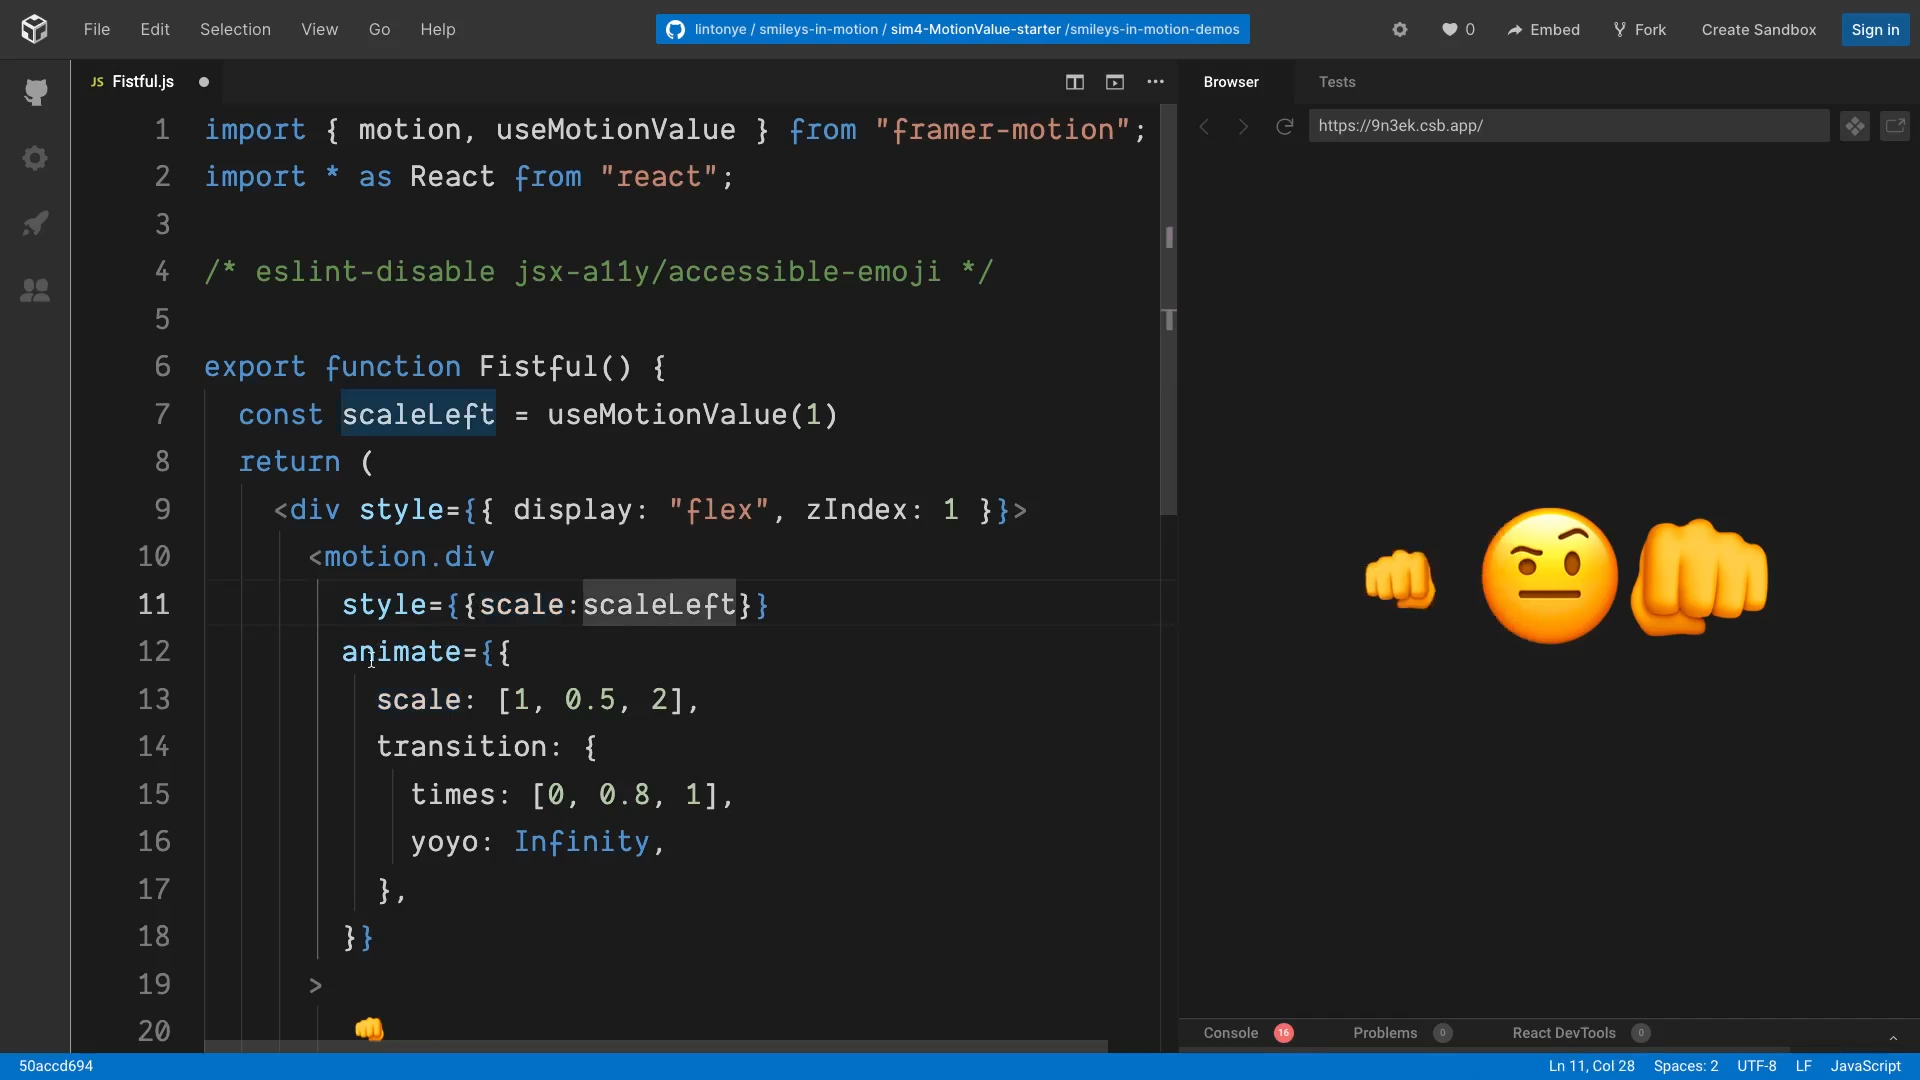 File Edit Selection View Go Help
lintonye / smileys-in-motion / sim4-MotionValue-starter /smileys-in-motion-demos
0 Embed Fork Create Sandbox Sign in
JS Fistful.js
Browser Tests
https://9n3ek.csb.app/
1 import { motion, useMotionValue } from "framer-motion";
2 import * as React from "react";
3
4 /* eslint-disable jsx-a11y/accessible-emoji */
5
6 export function Fistful() {
7 const scaleLeft = useMotionValue(1)
8 return (
9 <div style={{ display: "flex", zIndex: 1 }}>
10 <motion.div
11 style={{scale:scaleLeft}}
12 animate={{
13 scale: [1, 0.5, 2],
14 transition: {
15 times: [0, 0.8, 1],
16 yoyo: Infinity,
17 },
18 }}
19 >
20 👊
Console 16 Problems 0 React DevTools 0
50accd694 Ln 11, Col 28 Spaces: 2 UTF-8 LF JavaScript